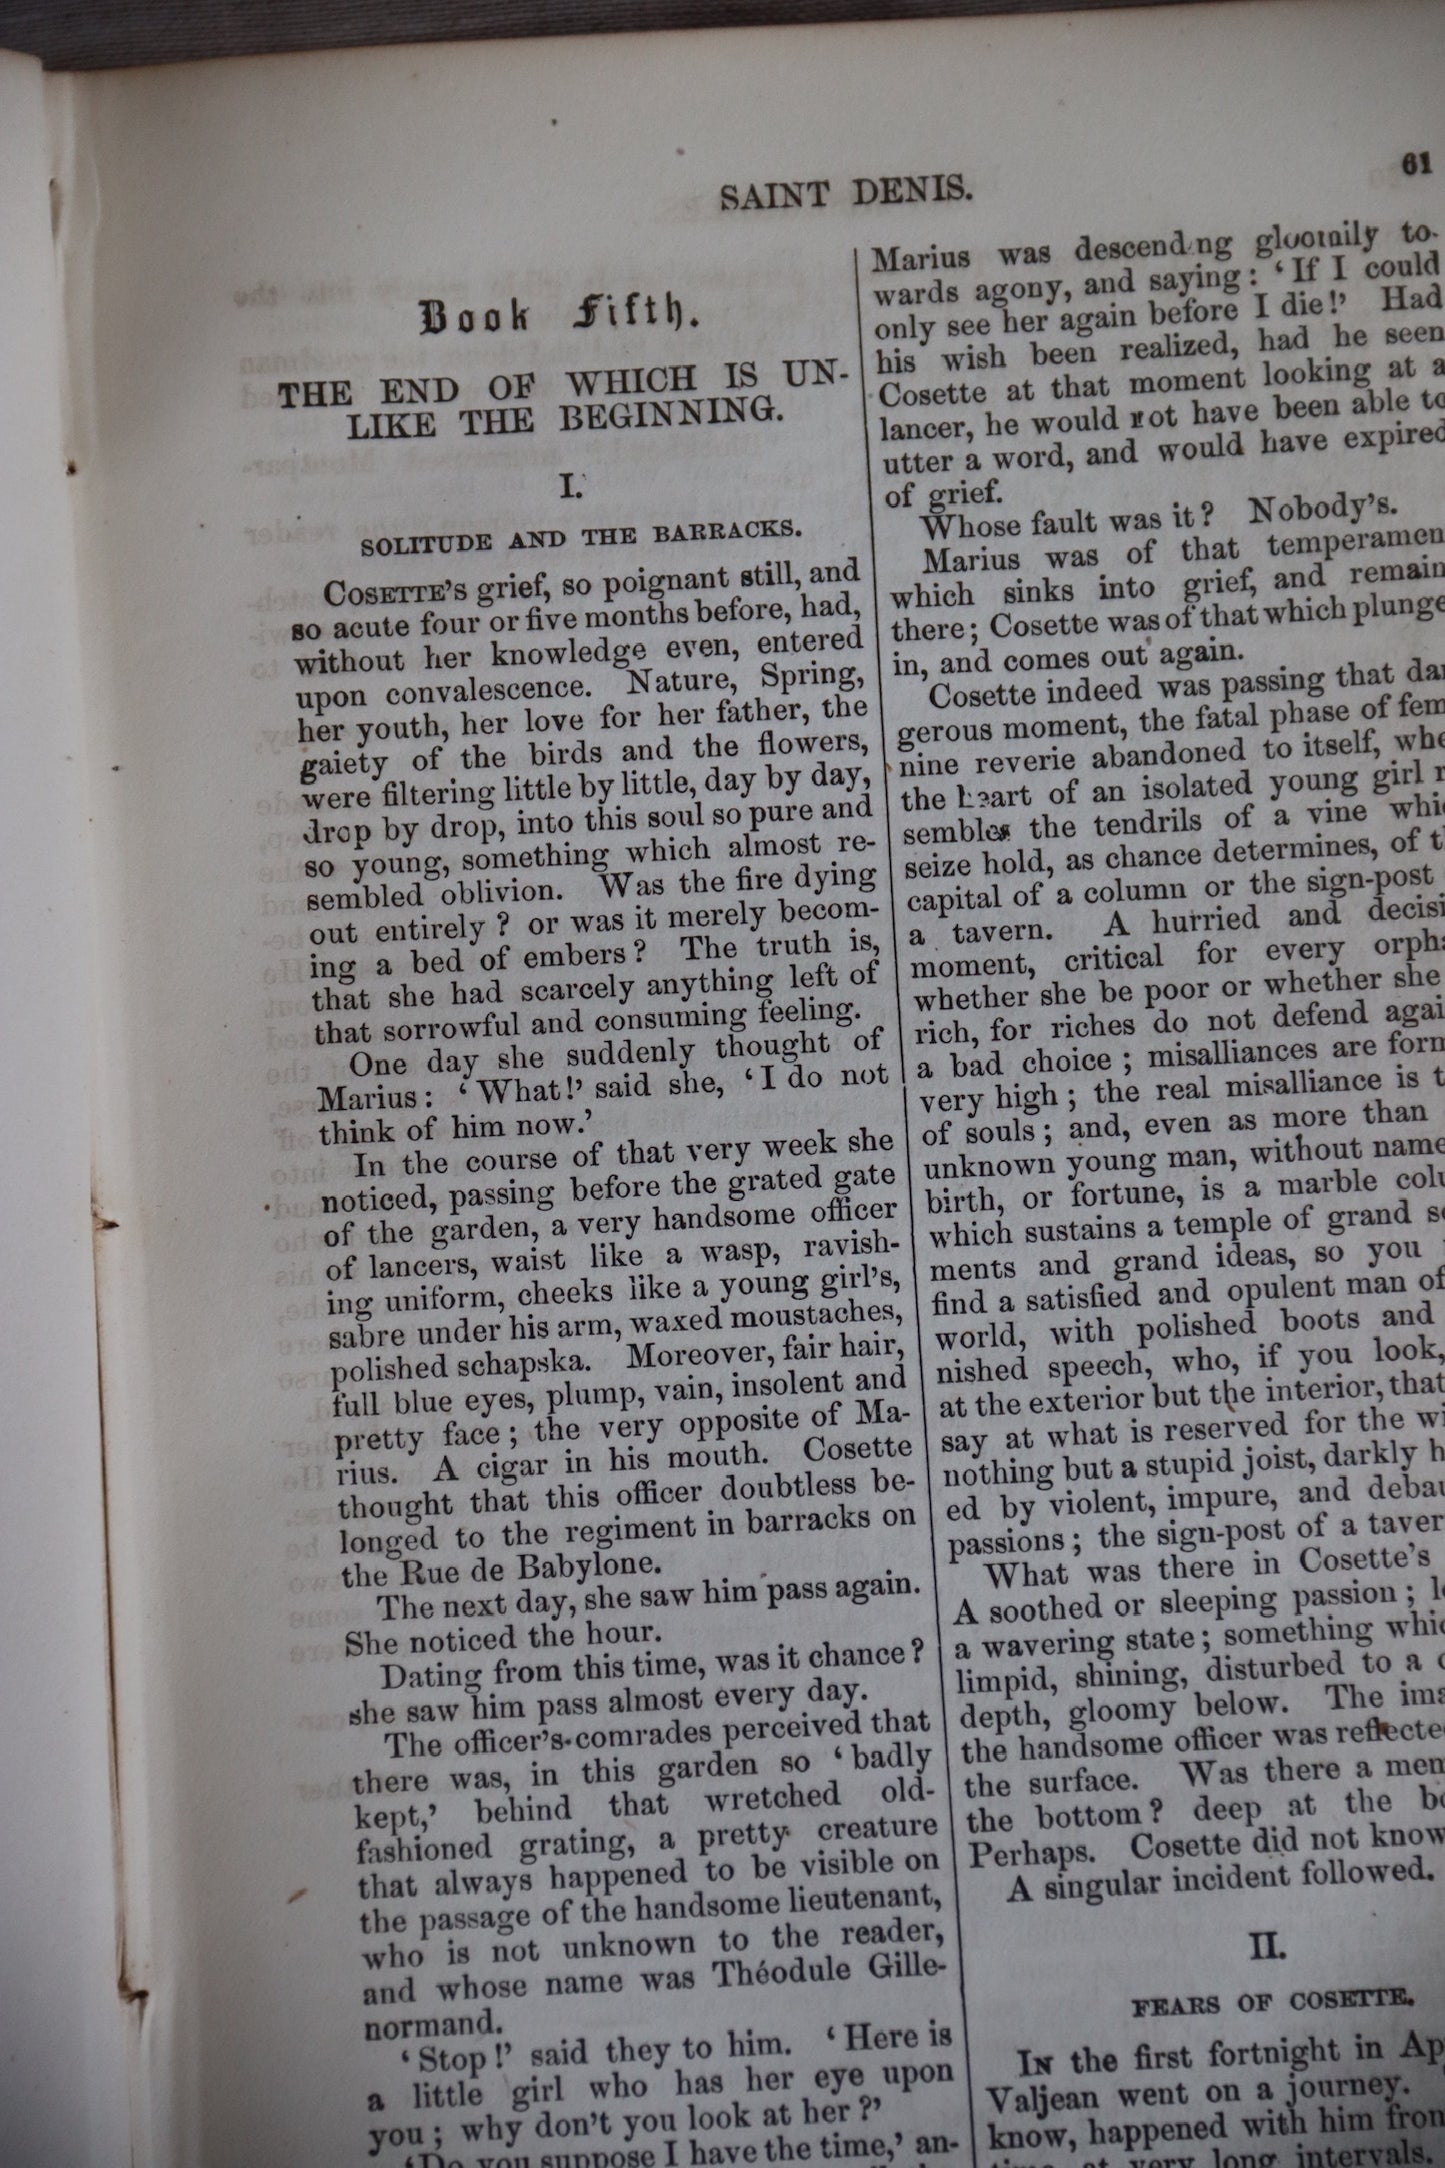 61
SAINT DENIS.
Book Fifth.
THE END OF WHICH IS UN-
LIKE THE BEGINNING.
I.
SOLITUDE AND THE BARRACKS.
COSETTE'S grief, so poignant still, and
so acute four or five months before, had,
without her knowledge even, entered
upon convalescence. Nature, Spring,
her youth, her love for her father, the
gaiety of the birds and the flowers,
were filtering little by little, day by day,
drop by drop, into this soul so pure and
so young, something which almost re-
sembled oblivion. Was the fire dying
out entirely? or was it merely becom-
ing a bed of embers? The truth is,
that she had scarcely anything left of
that sorrowful and consuming feeling.
One day she suddenly thought of
Marius: 'What!' said she, 'I do not
think of him now.'
In the course of that very week she
noticed, passing before the grated gate
of the garden, a very handsome officer
of lancers, waist like a wasp, ravish-
ing uniform, cheeks like a young girl's,
sabre under his arm, waxed moustaches,
polished schapska. Moreover, fair hair,
full blue eyes, plump, vain, insolent and
pretty face; the very opposite of Ma-
rius. A cigar in his mouth. Cosette
thought that this officer doubtless be-
longed to the regiment in barracks on
the Rue de Babylone.
The next day, she saw him pass again.
She noticed the hour.
Dating from this time, was it chance?
she saw him pass almost every day.
The officer's comrades perceived that
there was, in this garden so 'badly
kept,' behind that wretched old-
fashioned grating, a pretty creature
that always happened to be visible on
the passage of the handsome lieutenant,
who is not unknown to the reader,
and whose name was Théodule Gille-
normand.
'Stop!' said they to him. 'Here is
a little girl who has her eye upon
you; why don't you look at her?'
'Do you suppose I have the time,' an-
Marius was descending gloomily to-
wards agony, and saying: 'If I could
only see her again before I die!' Had
his wish been realized, had he seen
Cosette at that moment looking at a
lancer, he would not have been able to
utter a word, and would have expired
of grief.
Whose fault was it? Nobody's.
Marius was of that temperamen
which sinks into grief, and remain
there; Cosette was of that which plunge
in, and comes out again.
Cosette indeed was passing that dan
gerous moment, the fatal phase of fem
nine reverie abandoned to itself, whe
the heart of an isolated young girl r
sembles the tendrils of a vine whi
seize hold, as chance determines, of t
capital of a column or the sign-post
a tavern. A hurried and decisi
moment, critical for every orph
whether she be poor or whether she
rich, for riches do not defend agai
a bad choice; misalliances are form
very high; the real misalliance is t
of souls; and, even as more than
unknown young man, without name
birth, or fortune, is a marble colu
which sustains a temple of grand se
ments and grand ideas, so you
find a satisfied and opulent man of
world, with polished boots and
nished speech, who, if you look,
at the exterior but the interior, that
say at what is reserved for the wi
nothing but a stupid joist, darkly h
ed by violent, impure, and debau
passions; the sign-post of a taver
What was there in Cosette's
A soothed or sleeping passion; l
a wavering state; something whic
limpid, shining, disturbed to a c
depth, gloomy below. The ima
the handsome officer was reflecte
the surface. Was there a mem
the bottom? deep at the bo
Perhaps. Cosette did not know
A singular incident followed.
II.
FEARS OF COSETTE.
IN the first fortnight in Ap
Valjean went on a journey.
know, happened with him fron
time at very long intervals.